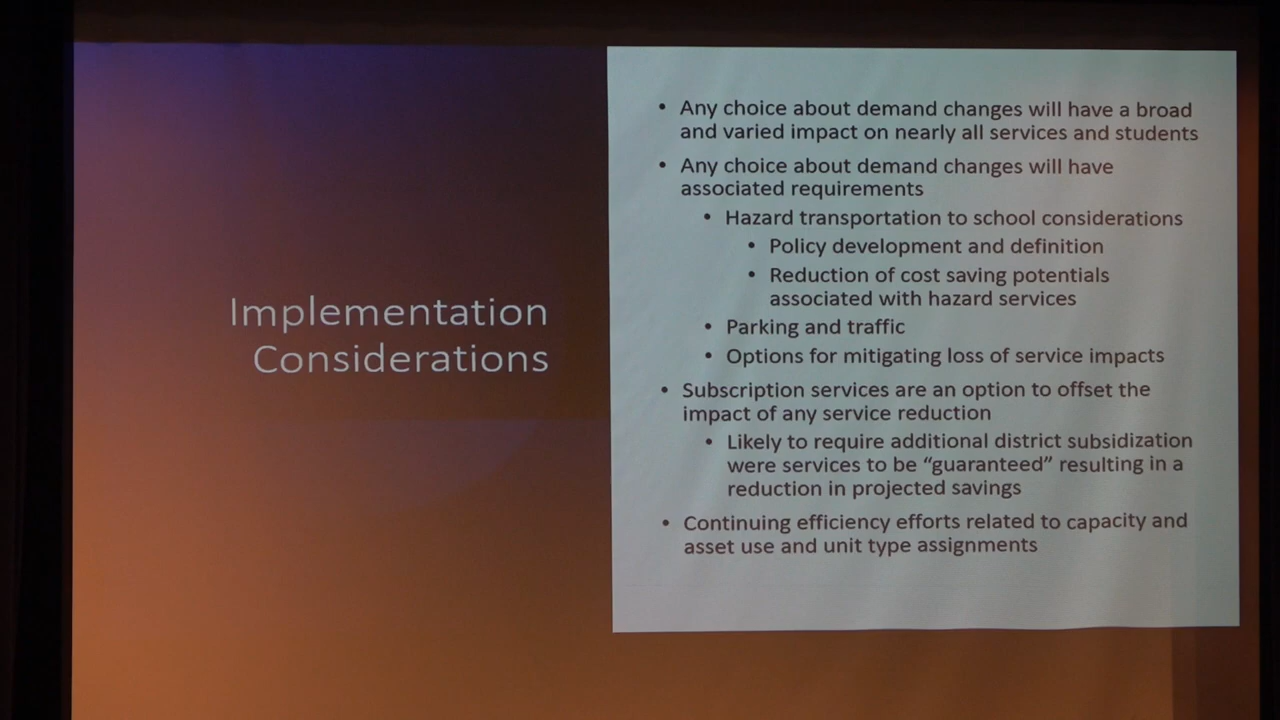 Implementation
Considerations
• Any choice about demand changes will have a broad
and varied impact on nearly all services and students
• Any choice about demand changes will have
associated requirements
• Hazard transportation to school considerations
• Policy development and definition
• Reduction of cost saving potentials
associated with hazard services
• Parking and traffic
• Options for mitigating loss of service impacts
• Subscription services are an option to offset the
impact of any service reduction
• Likely to require additional district subsidization
were services to be “guaranteed” resulting in a
reduction in projected savings
• Continuing efficiency efforts related to capacity and
asset use and unit type assignments